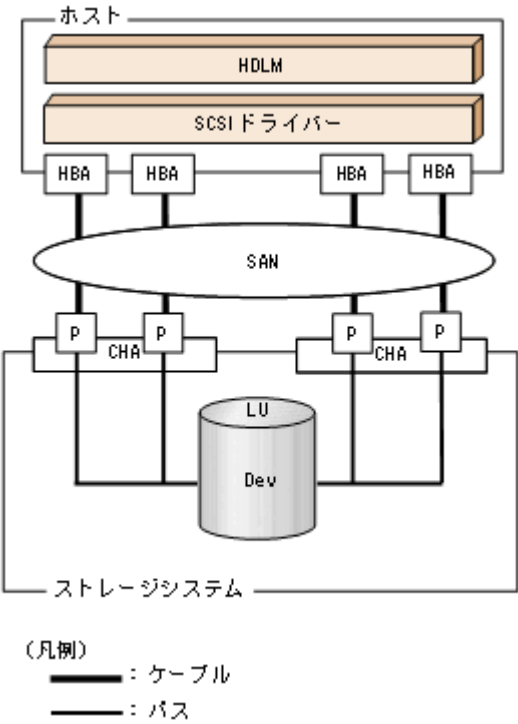 ホスト
HDLM
SCSIドライバー
HBA
HBA
HBA
HBA
SAN
P
P
P
P
CHA
CHA
LU
Dev
ストレージシステム
(凡例)
：ケーブル
：パス